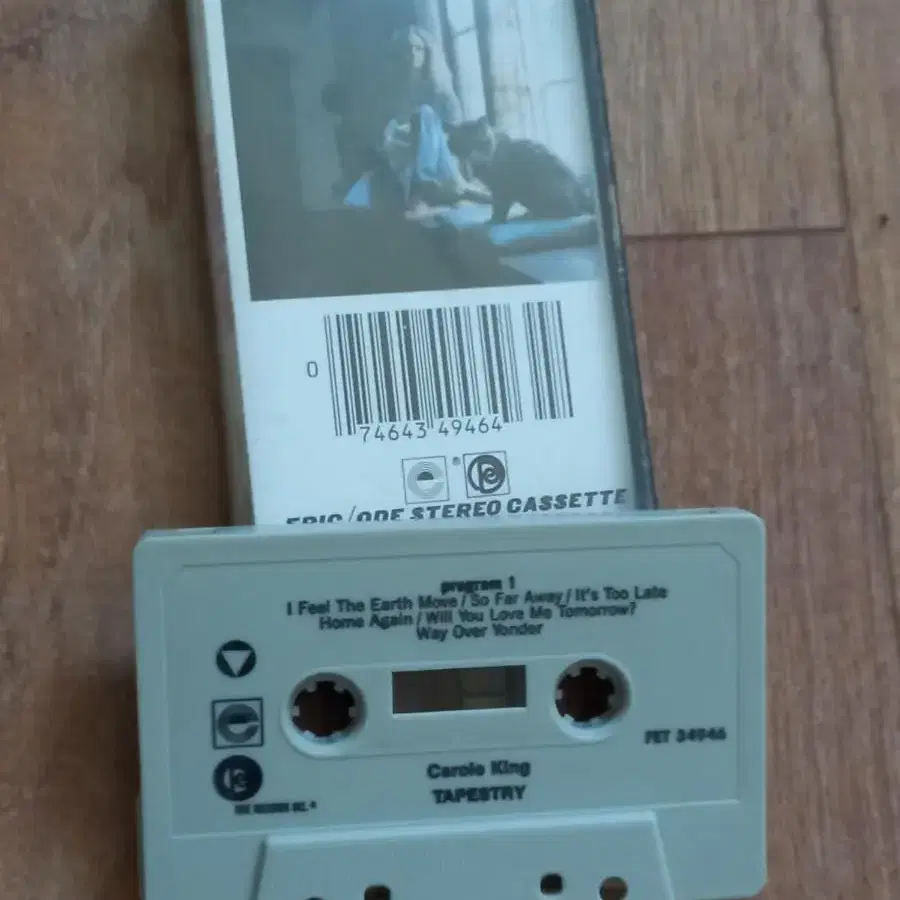 0
74643 49464
EPIC/ODE STEREO CASSETTE
program 1
I Feel The Earth Move / So Far Away / It's Too Late
Home Again / Will You Love Me Tomorrow?
Way Over Yonder
FET 34946
Carole King
TAPESTRY